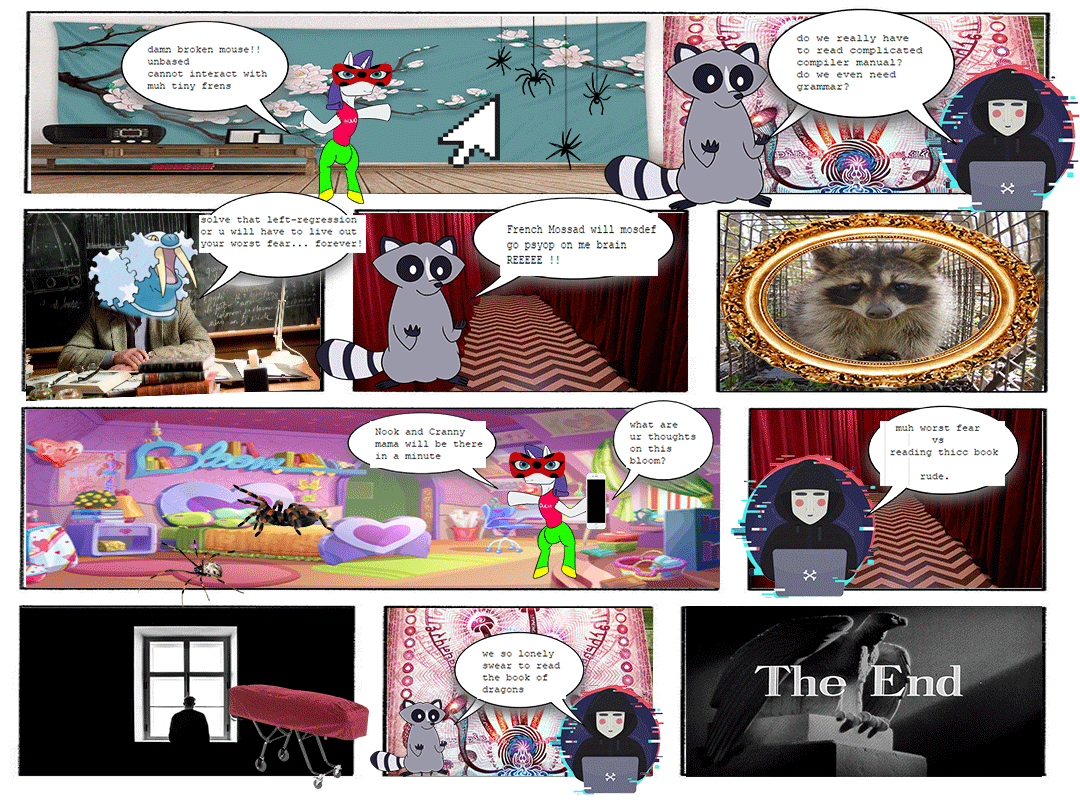 damn broken mouse!!
unbased
cannot interact with
muh tiny frens
do we really have
to read complicated
compiler manual?
do we even need
grammar?
solve that left-regression
or u will have to live out
your worst fear... forever!
French Mossad will mosdef
go psyop on me brain
REEEEE !!
Nook and Cranny
mama will be there
in a minute
what are
ur thoughts
on this
bloom?
Bloom
muh worst fear
vs
reading thicc book
rude.
we so lonely
swear to read
the book of
dragons
The End